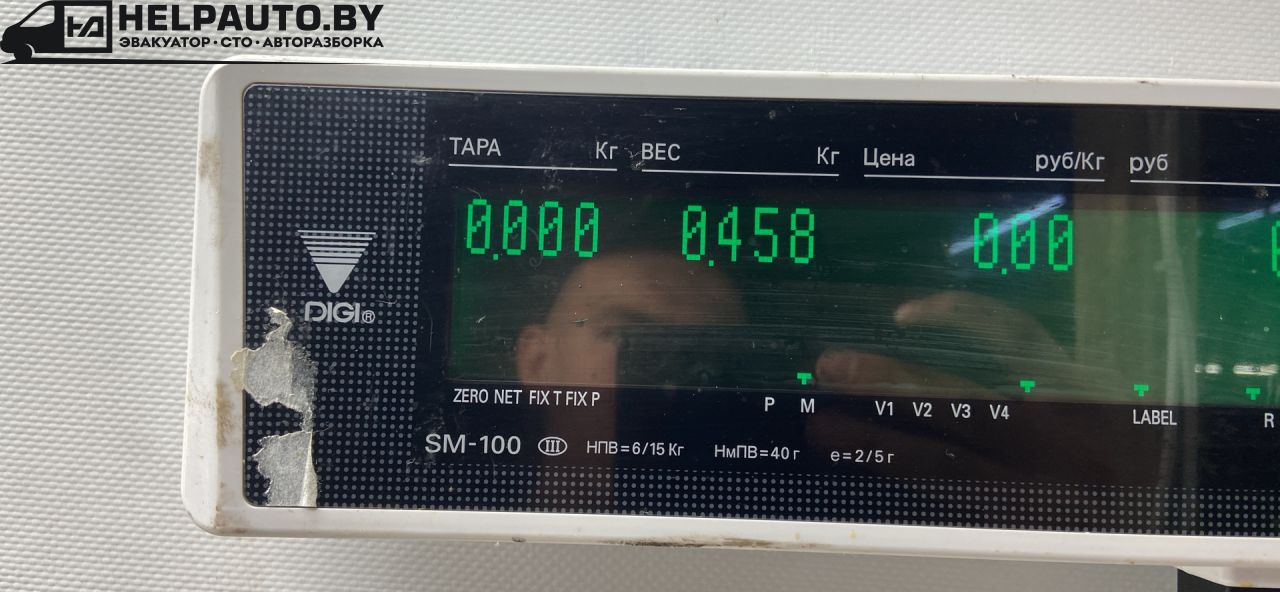 HELPAUTO.BY
ЭВАКУАТОР·СТО·АВТОРАЗБОРКА
ТАРА Кг ВЕС Кг Цена руб/Кг руб
0.000 0.458 0.00
DIGI®
ZERO NET FIX T FIX P P M V1 V2 V3 V4 LABEL R
SM-100 III НПВ=6/15 Кг НмПВ=40 г e=2/5 г